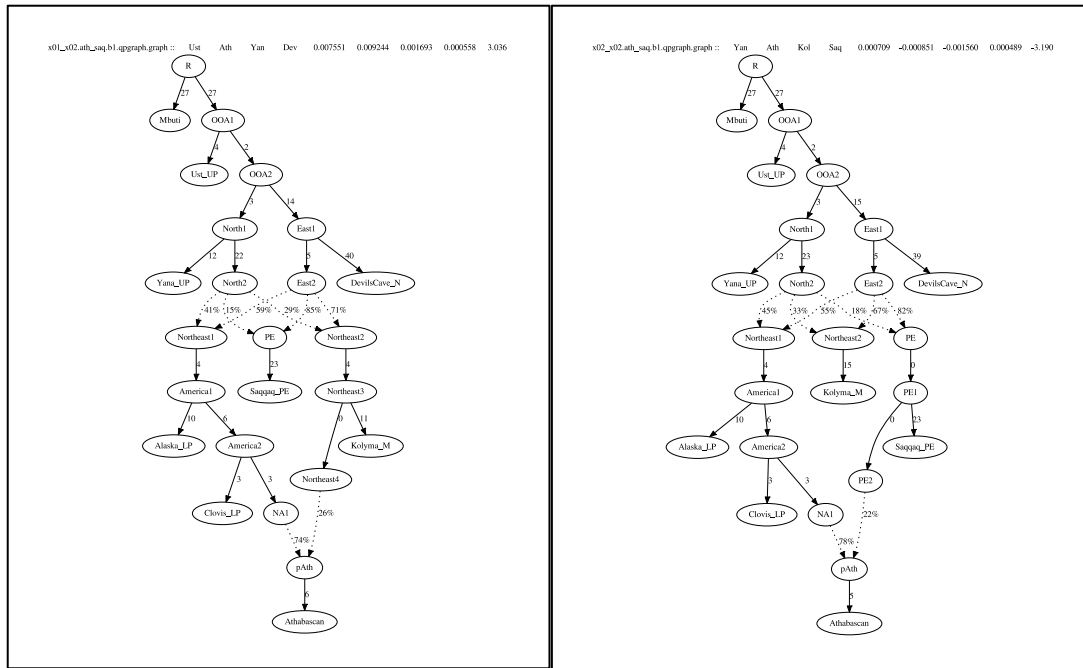 x01_x02.ath_saq.b1.qpgraph.graph :: Ust Ath Yan Dev 0.007551 0.009244 0.001693 0.000558 3.036
R
27 27
Mbuti OOA1
4 2
Ust_UP OOA2
3 14
North1 East1
12 22 5 40
Yana_UP North2 East2 DevilsCave_N
41% 15% 59% 29% 85% 71%
Northeast1 PE Northeast2
4 23 4
America1 Saqqaq_PE Northeast3
10 6 0 11
Alaska_LP America2 Kolyma_M
3 3 Northeast4
Clovis_LP NA1 26%
74%
pAth
6
Athabascan
x02_x02.ath_saq.b1.qpgraph.graph :: Yan Ath Kol Saq 0.000709 -0.000851 -0.001560 0.000489 -3.190
R
27 27
Mbuti OOA1
4 2
Ust_UP OOA2
3 15
North1 East1
12 23 5 39
Yana_UP North2 East2 DevilsCave_N
45% 33% 55% 18% 67% 82%
Northeast1 Northeast2 PE
4 15 0
America1 Kolyma_M PE1
10 6 0 23
Alaska_LP America2 Saqqaq_PE
3 3 PE2
Clovis_LP NA1 22%
78%
pAth
5
Athabascan